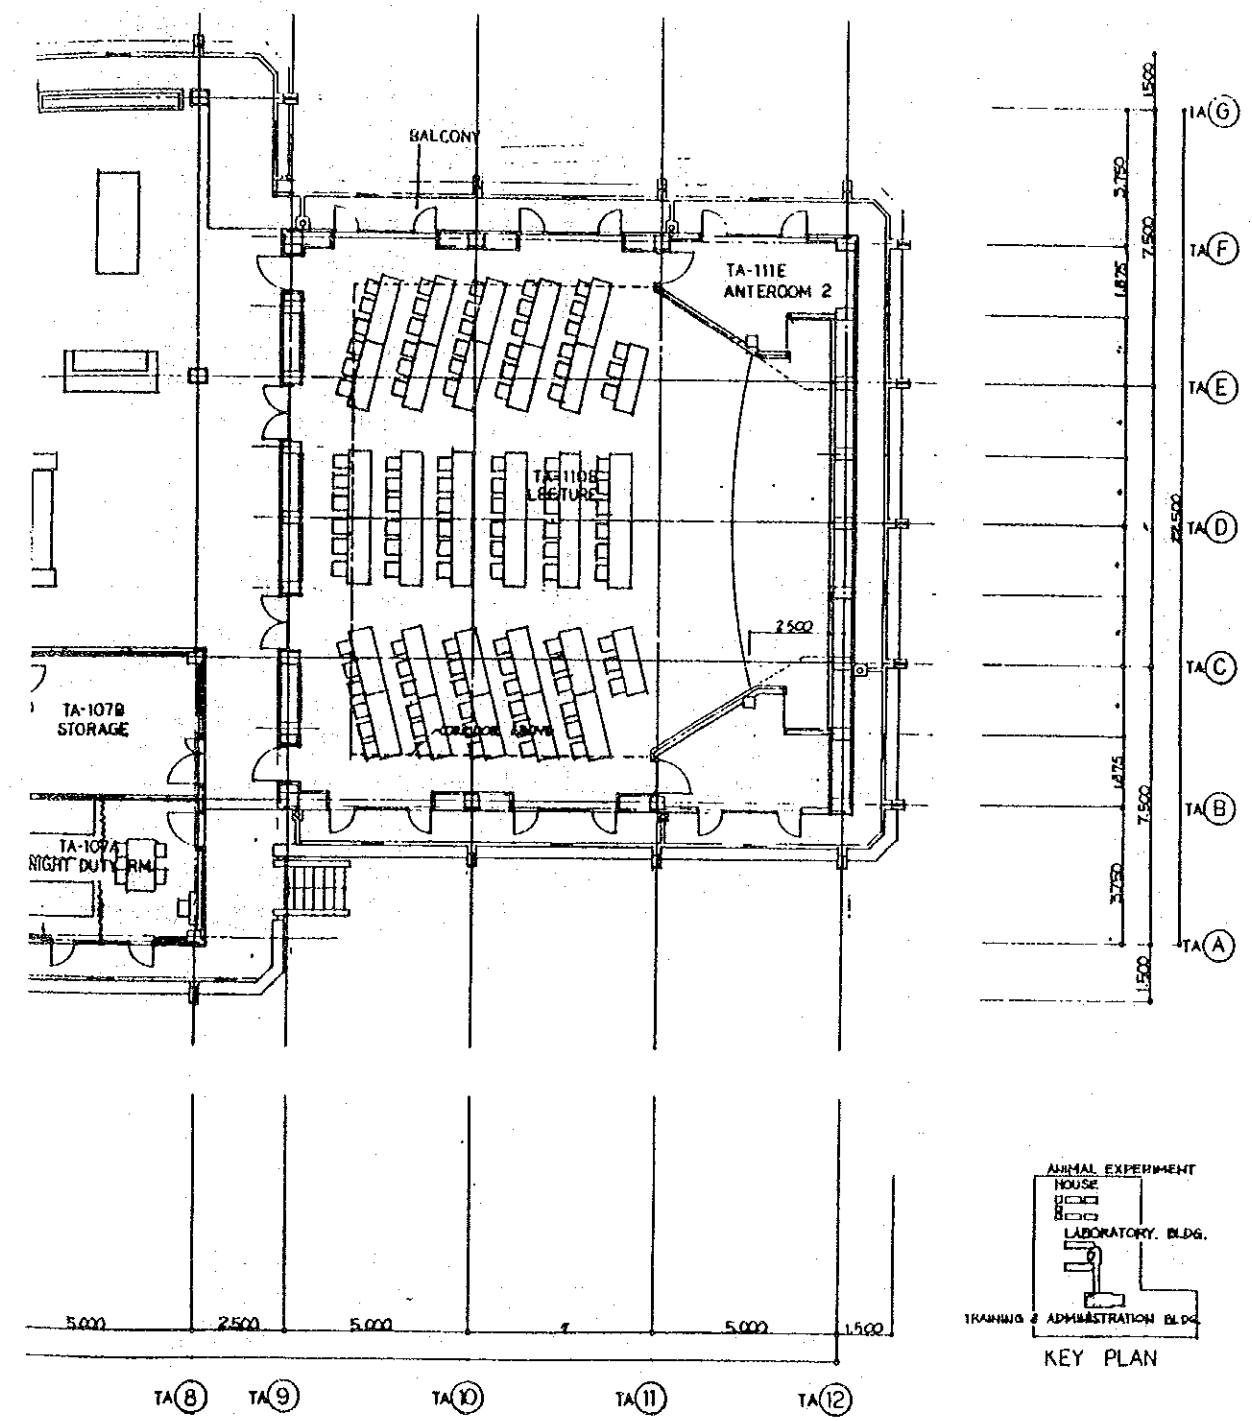 BALCONY
TA-111E
ANTEROOM 2
LECTURE
CORRIDOR ABOVE
2500
TA-107B
STORAGE
TA-107A
NIGHT DUTY RM.
1.500
TA G
3.750
7.500
TA F
1.875
TA E
22.500
TA D
TA C
1.875
7.500
TA B
3.750
TA A
1.500
5.000
2.500
5.000
5.000
1.500
TA 8
TA 9
TA 10
TA 11
TA 12
ANIMAL EXPERIMENT
HOUSE
LABORATORY. BLDG.
TRAINING & ADMINISTRATION BLDG.
KEY PLAN